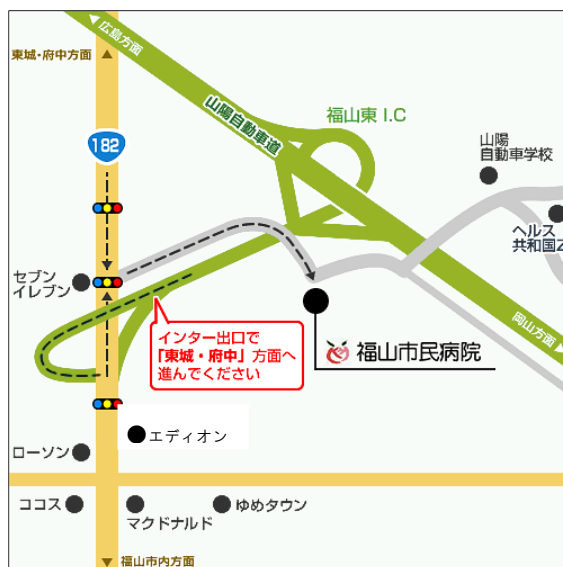 広島方面
東城・府中方面
山陽自動車道
福山東 I.C
182
山陽
自動車学校
ヘルス
共和国Z
セブン
イレブン
インター出口で
「東城・府中」方面へ
進んでください
岡山方面
福山市民病院
エディオン
ローソン
ココス
マクドナルド
ゆめタウン
福山市内方面